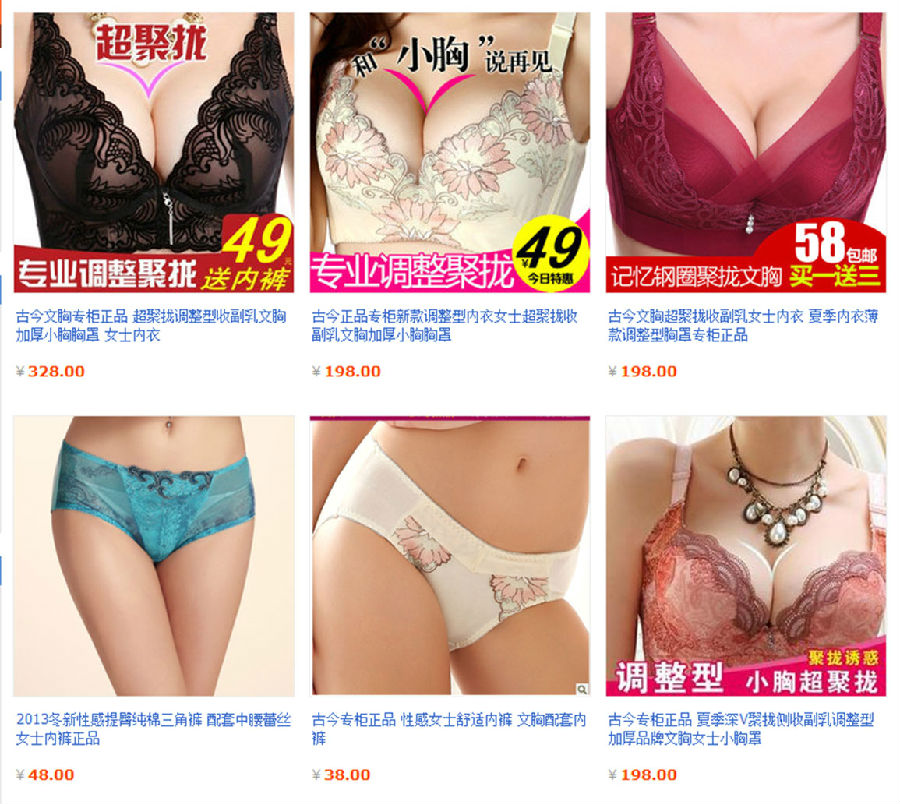 超聚拢
49元
专业调整聚拢 送内裤
和“小胸”说再见
¥49
今日特惠
专业调整聚拢
58包邮
记忆钢圈聚拢文胸 买一送三
古今文胸专柜正品 超聚拢调整型收副乳文胸
加厚小胸胸罩 女士内衣
¥ 328.00
古今正品专柜新款调整型内衣女士超聚拢收
副乳文胸加厚小胸胸罩
¥ 198.00
古今文胸超聚拢收副乳女士内衣 夏季内衣薄
款调整型胸罩专柜正品
¥ 198.00
聚拢诱惑
调整型 小胸超聚拢
2013冬新性感提臀纯棉三角裤 配套中腰蕾丝
女士内裤正品
¥ 48.00
古今专柜正品 性感女士舒适内裤 文胸配套内
裤
¥ 38.00
古今专柜正品 夏季深V聚拢侧收副乳调整型
加厚品牌文胸女士小胸罩
¥ 198.00